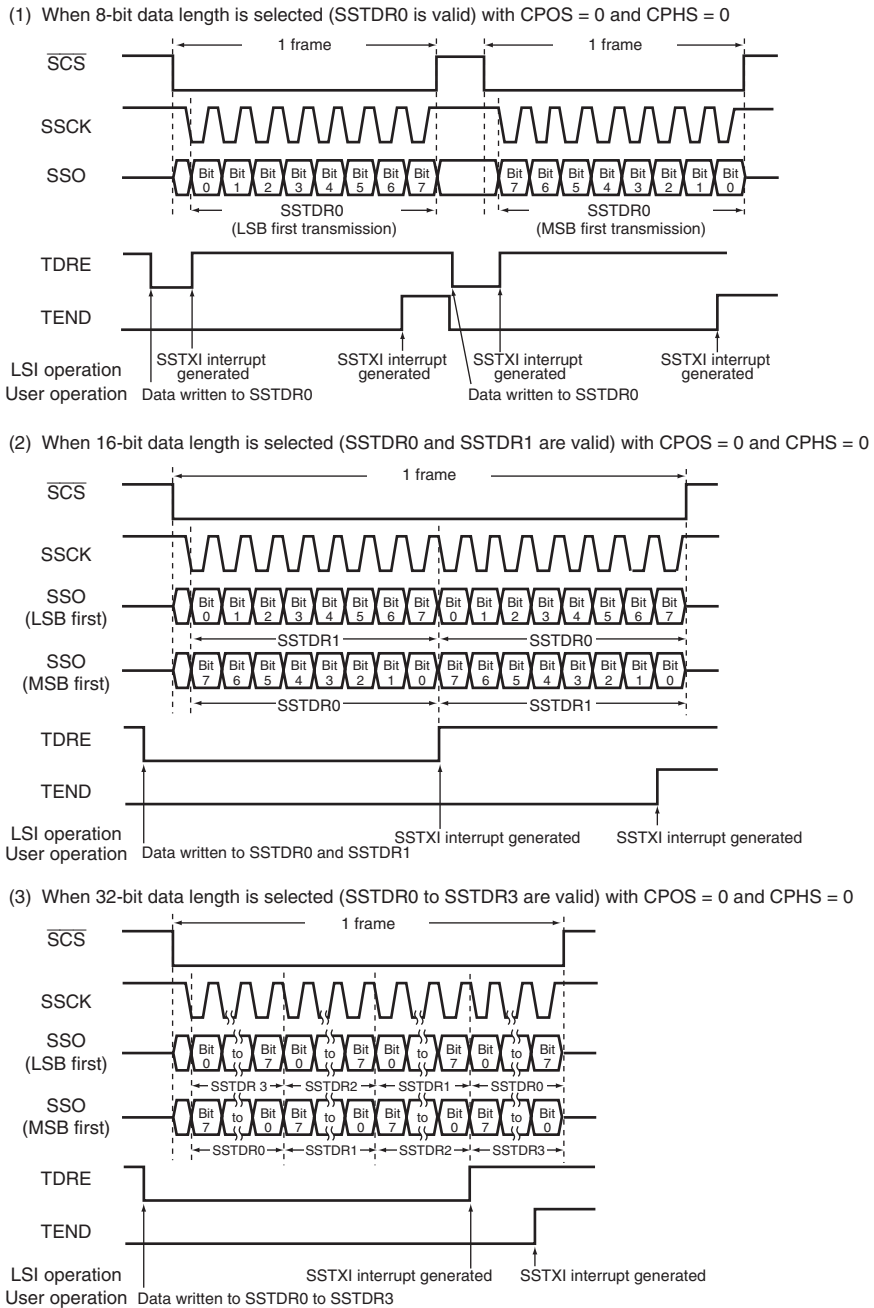 (1) When 8-bit data length is selected (SSTDR0 is valid) with CPOS = 0 and CPHS = 0
1 frame 1 frame
SCS
SSCK
SSO Bit 0 Bit 1 Bit 2 Bit 3 Bit 4 Bit 5 Bit 6 Bit 7 Bit 7 Bit 6 Bit 5 Bit 4 Bit 3 Bit 2 Bit 1 Bit 0
SSTDR0 SSTDR0
(LSB first transmission) (MSB first transmission)
TDRE
TEND
LSI operation SSTXI interrupt generated SSTXI interrupt generated SSTXI interrupt generated SSTXI interrupt generated
User operation Data written to SSTDR0 Data written to SSTDR0
(2) When 16-bit data length is selected (SSTDR0 and SSTDR1 are valid) with CPOS = 0 and CPHS = 0
1 frame
SCS
SSCK
SSO (LSB first) Bit 0 Bit 1 Bit 2 Bit 3 Bit 4 Bit 5 Bit 6 Bit 7 Bit 0 Bit 1 Bit 2 Bit 3 Bit 4 Bit 5 Bit 6 Bit 7
SSTDR1 SSTDR0
SSO (MSB first) Bit 7 Bit 6 Bit 5 Bit 4 Bit 3 Bit 2 Bit 1 Bit 0 Bit 7 Bit 6 Bit 5 Bit 4 Bit 3 Bit 2 Bit 1 Bit 0
SSTDR0 SSTDR1
TDRE
TEND
LSI operation SSTXI interrupt generated SSTXI interrupt generated
User operation Data written to SSTDR0 and SSTDR1
(3) When 32-bit data length is selected (SSTDR0 to SSTDR3 are valid) with CPOS = 0 and CPHS = 0
1 frame
SCS
SSCK
SSO (LSB first) Bit 0 to Bit 7 Bit 0 to Bit 7 Bit 0 to Bit 7 Bit 0 to Bit 7
SSTDR 3 SSTDR2 SSTDR1 SSTDR0
SSO (MSB first) Bit 7 to Bit 0 Bit 7 to Bit 0 Bit 7 to Bit 0 Bit 7 to Bit 0
SSTDR0 SSTDR1 SSTDR2 SSTDR3
TDRE
TEND
LSI operation SSTXI interrupt generated SSTXI interrupt generated
User operation Data written to SSTDR0 to SSTDR3